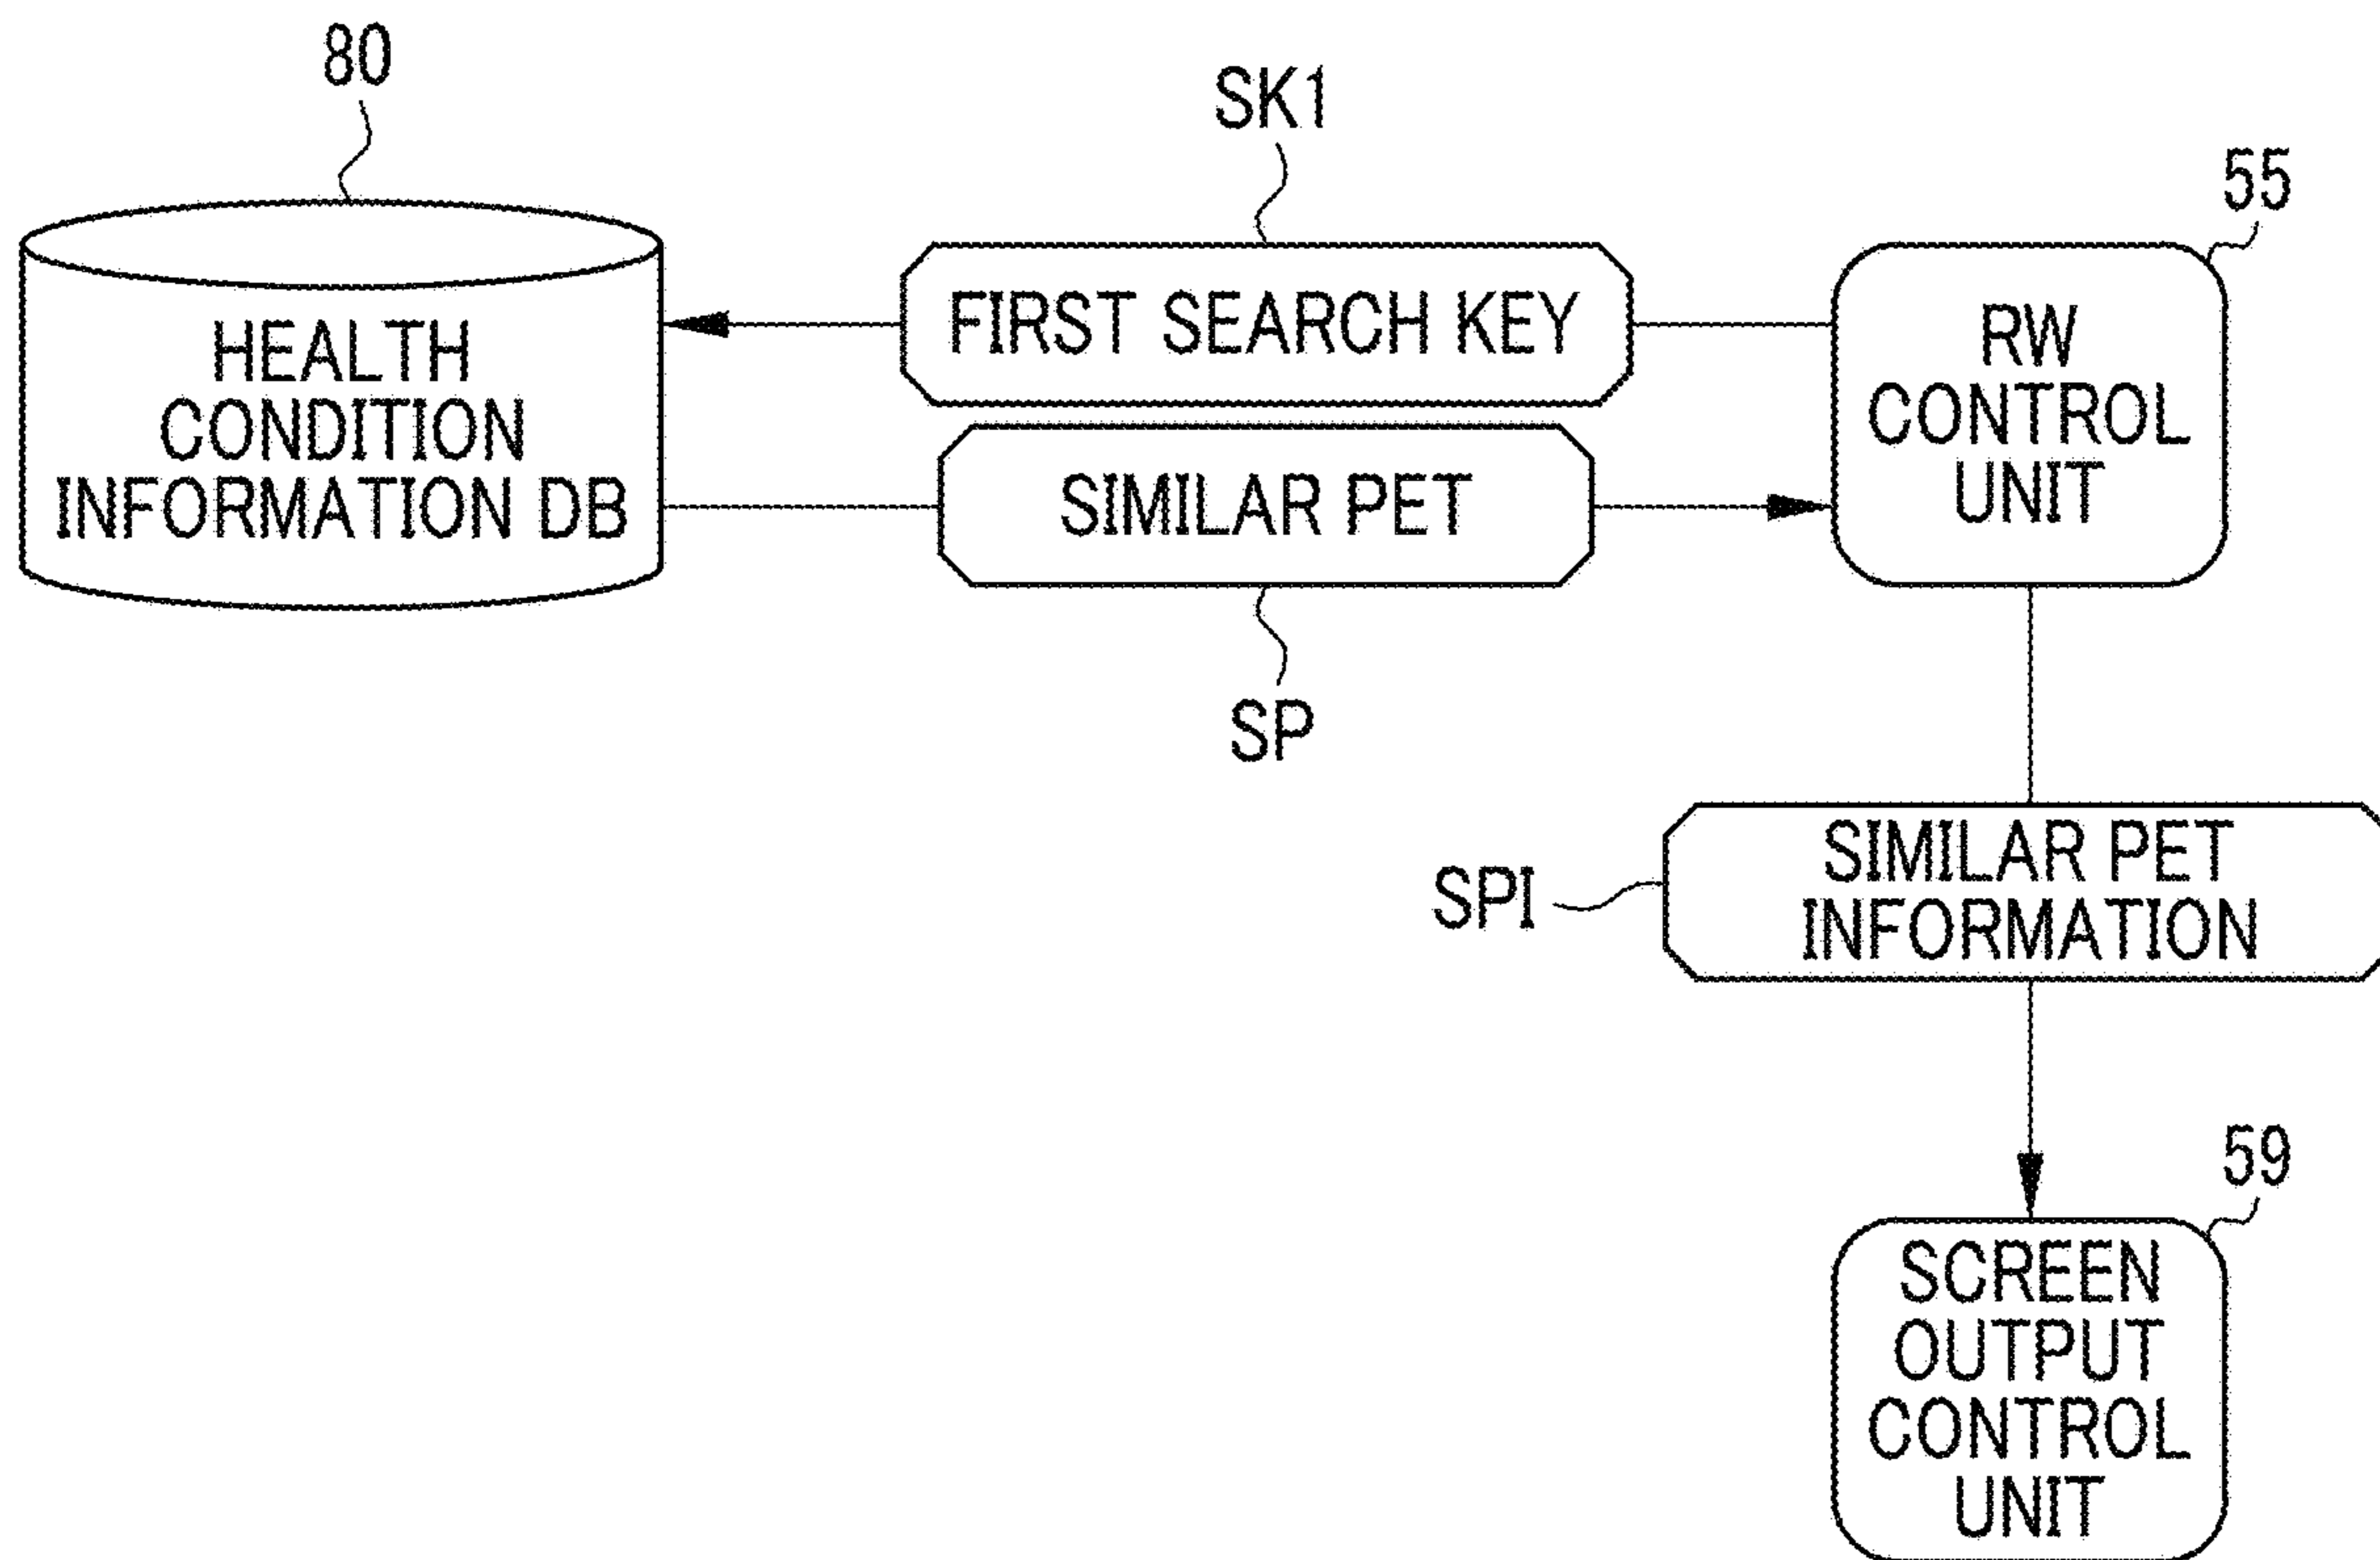 80
SK1
55
FIRST SEARCH KEY
HEALTH
CONDITION
INFORMATION DB
RW
CONTROL
UNIT
SIMILAR PET
SP
SPI
SIMILAR PET
INFORMATION
59
SCREEN
OUTPUT
CONTROL
UNIT